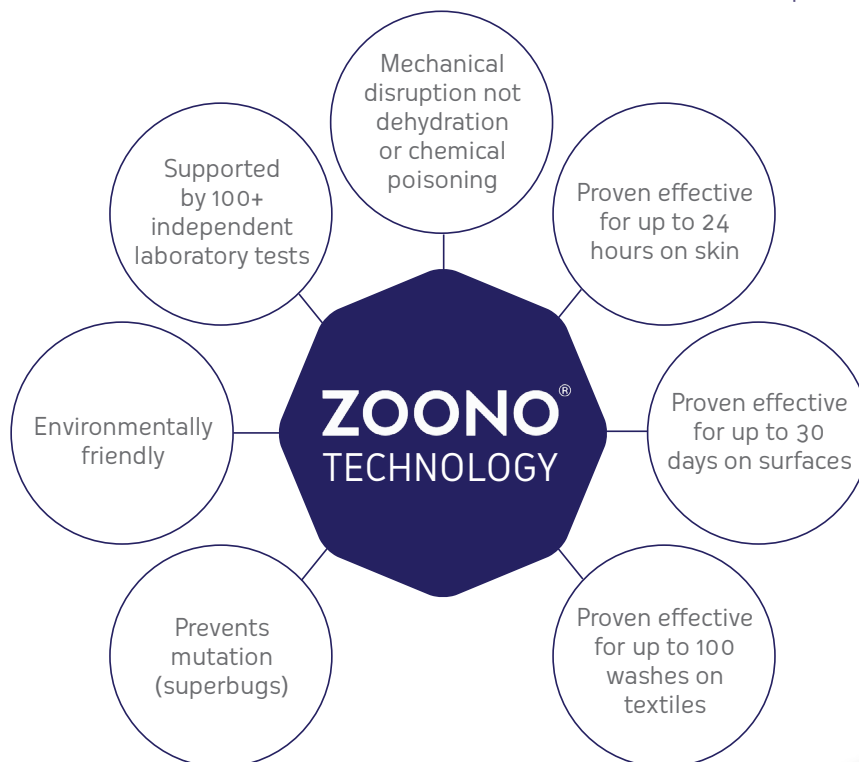 Mechanical
disruption not
dehydration
or chemical
poisoning
Supported
by 100+
independent
laboratory tests
Proven effective
for up to 24
hours on skin
Environmentally
friendly
ZOONO®
TECHNOLOGY
Proven effective
for up to 30
days on surfaces
Prevents
mutation
(superbugs)
Proven effective
for up to 100
washes on
textiles